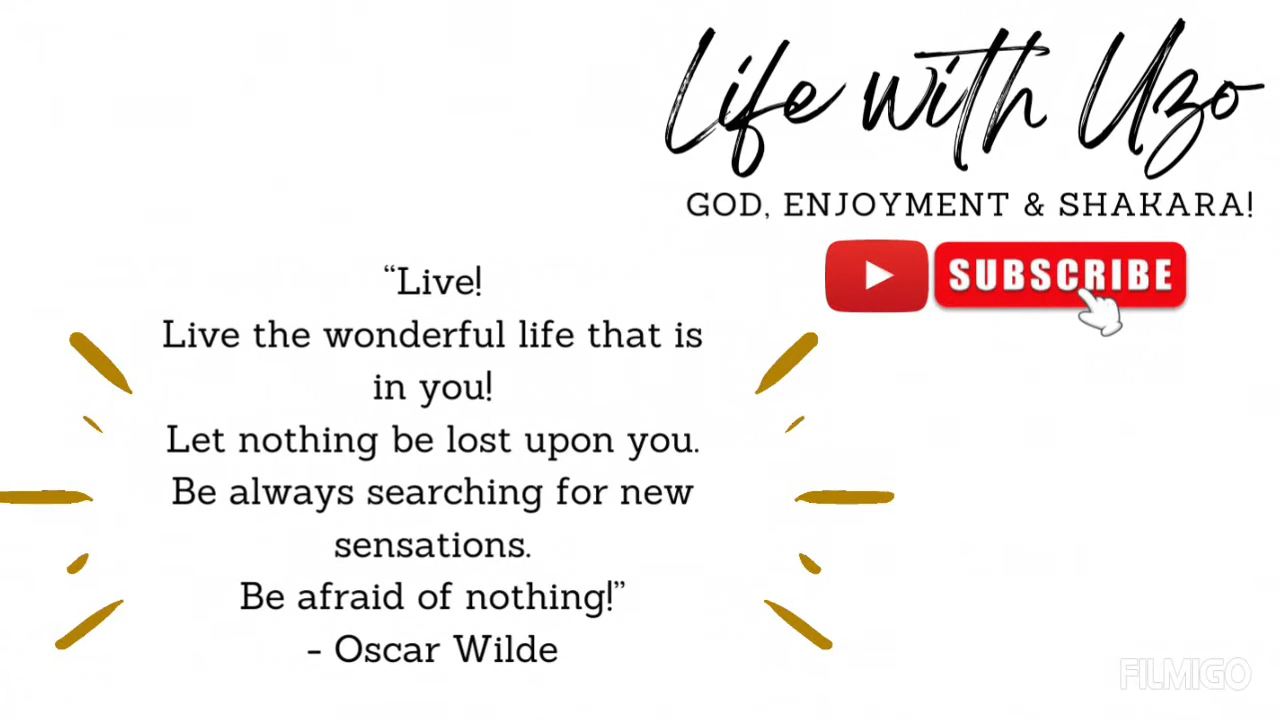 Life with Uzo
GOD, ENJOYMENT & SHAKARA!
SUBSCRIBE
“Live!
Live the wonderful life that is
in you!
Let nothing be lost upon you.
Be always searching for new
sensations.
Be afraid of nothing!”
- Oscar Wilde
FILMIGO